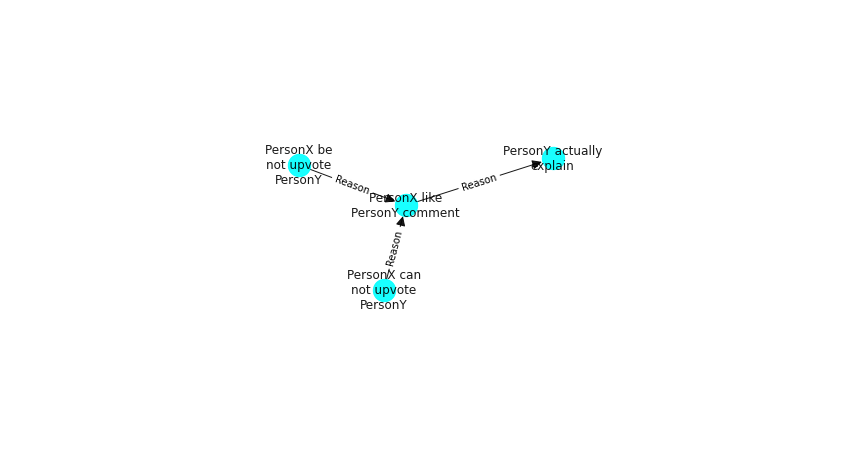 PersonX be
not upvote
PersonY
Reason
PersonX like
PersonY comment
Reason
PersonY actually
explain
Reason
PersonX can
not upvote
PersonY